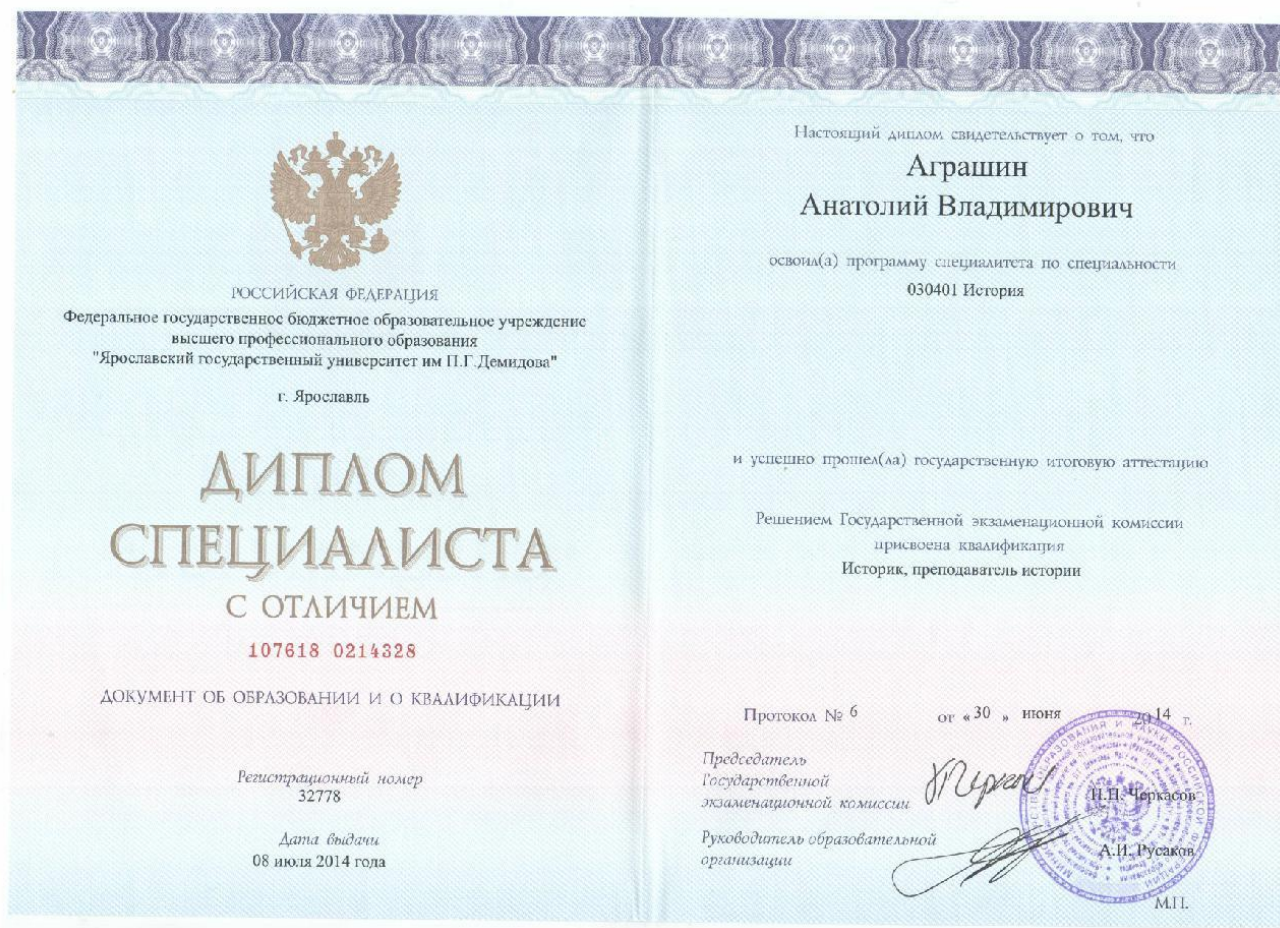 РОССИЙСКАЯ ФЕДЕРАЦИЯ
Федеральное государственное бюджетное образовательное учреждение
высшего профессионального образования
"Ярославский государственный университет им П.Г.Демидова"
г. Ярославль
ДИПЛОМ
СПЕЦИАЛИСТА
С ОТЛИЧИЕМ
107618 0214328
ДОКУМЕНТ ОБ ОБРАЗОВАНИИ И О КВАЛИФИКАЦИИ
Регистрационный номер
32778
Дата выдачи
08 июля 2014 года
Настоящий диплом свидетельствует о том, что
Аграшин
Анатолий Владимирович
освоил(а) программу специалитета по специальности
030401 История
и успешно прошел(ла) государственную итоговую аттестацию
Решением Государственной экзаменационной комиссии
присвоена квалификация
Историк, преподаватель истории
Протокол № 6 от «30 » июня 2014 г.
Председатель
Государственной
экзаменационной комиссии
П.П. Черкасов
Руководитель образовательной
организации
А.И. Русаков
М.П.